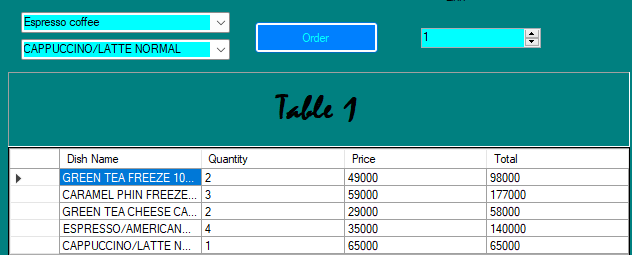 Espresso coffee
CAPPUCCINO/LATTE NORMAL
Order
1
Table 1
Dish Name Quantity Price Total
GREEN TEA FREEZE 10... 2 49000 98000
CARAMEL PHIN FREEZE... 3 59000 177000
GREEN TEA CHEESE CA... 2 29000 58000
ESPRESSO/AMERICAN... 4 35000 140000
CAPPUCCINO/LATTE N... 1 65000 65000